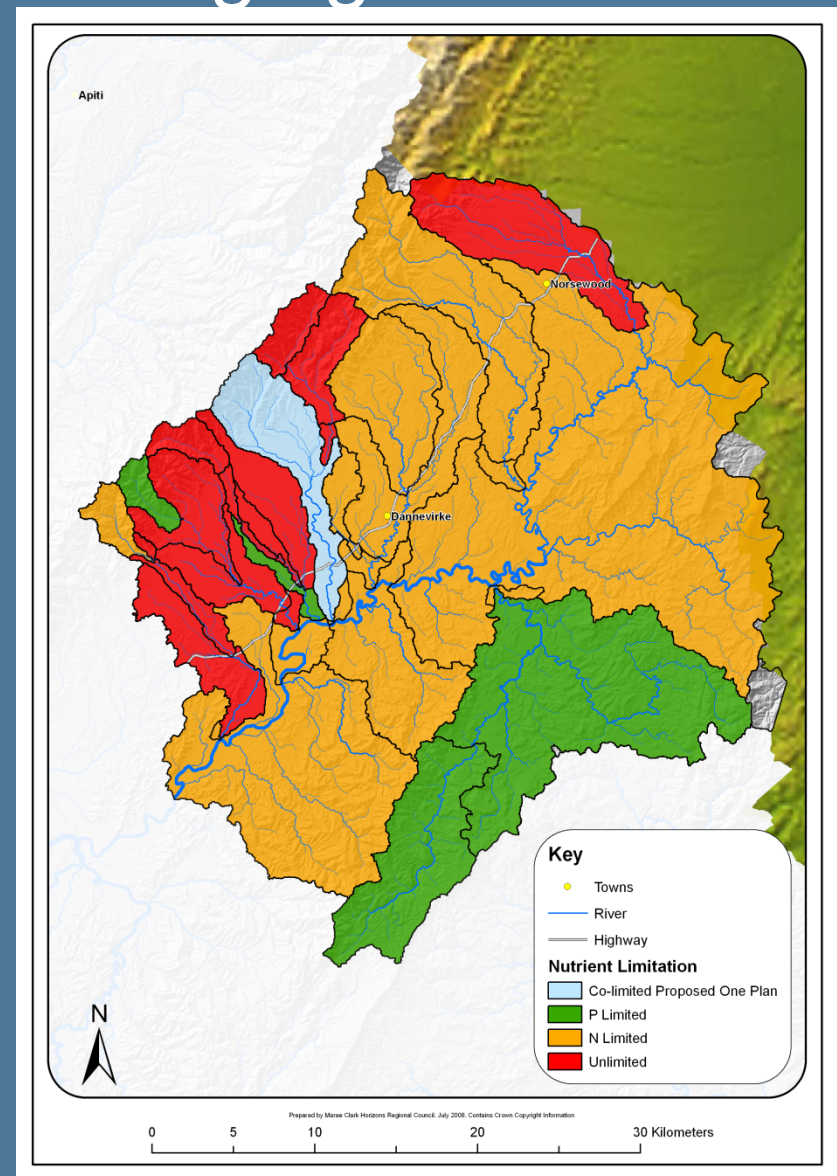 Apiti
Norsewood
Dannevirke
Key
Towns
River
Highway
Nutrient Limitation
Co-limited Proposed One Plan
P Limited
N Limited
Unlimited
N
Prepared by Maree Clark Horizons Regional Council. July 2008. Contains Crown Copyright Information
0 5 10 20 30 Kilometers